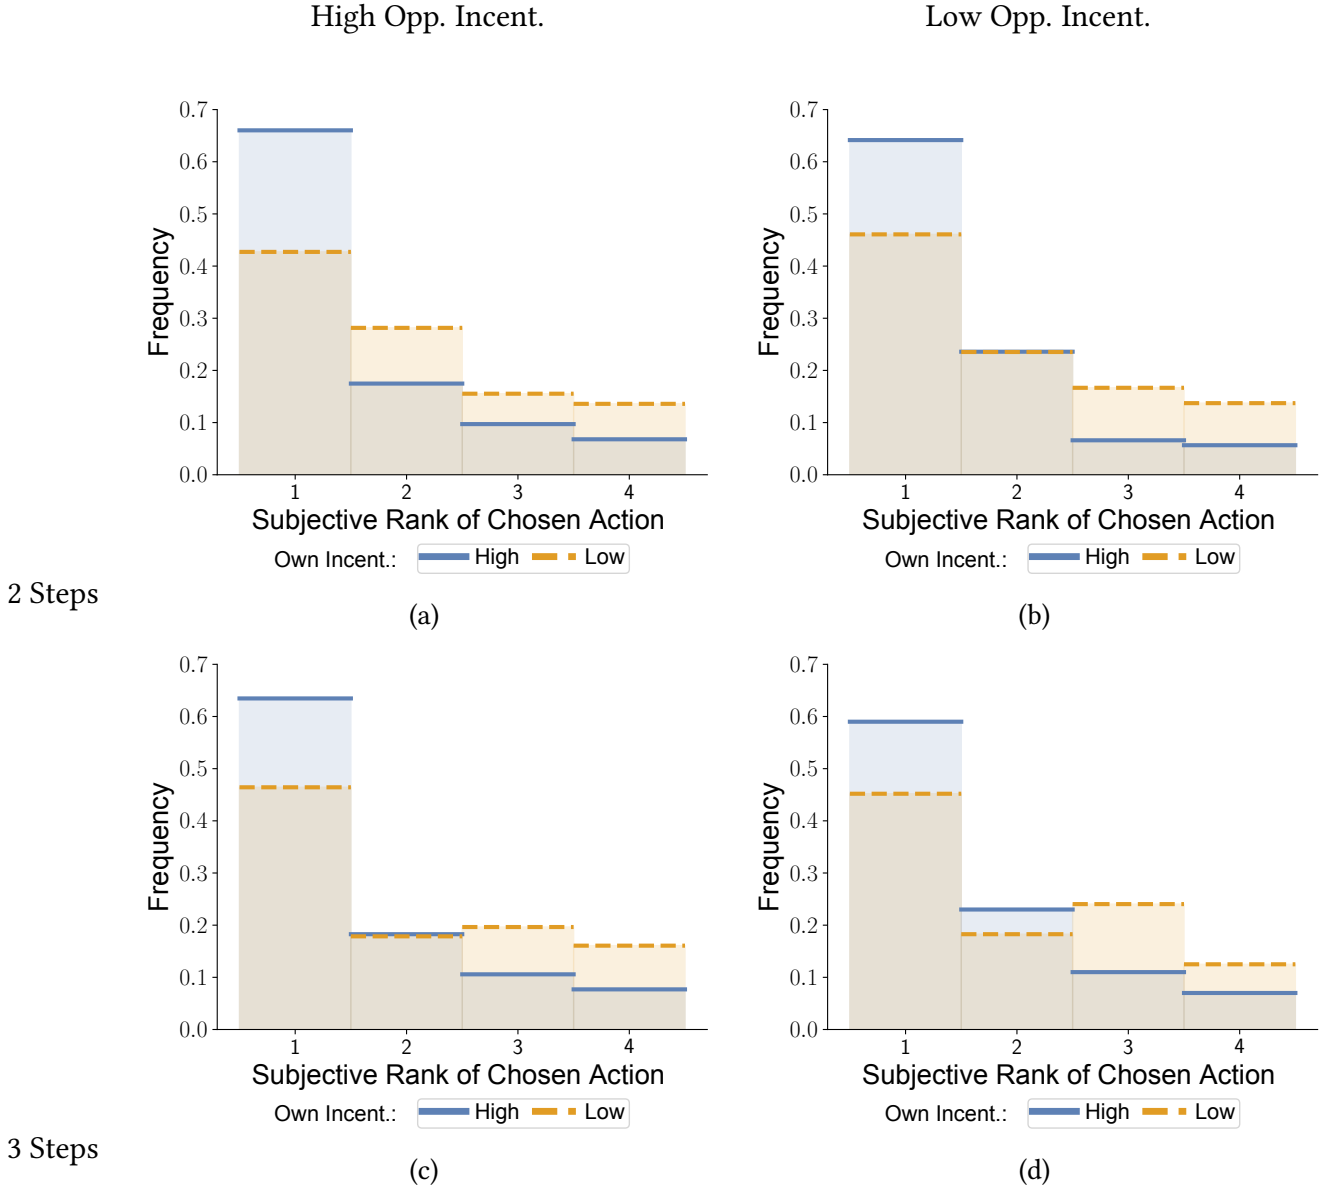 High Opp. Incent.
Low Opp. Incent.
0.7
0.6
0.5
0.4
0.3
0.2
0.1
0.0
Frequency
1 2 3 4
Subjective Rank of Chosen Action
Own Incent.: High Low
(a)
0.7
0.6
0.5
0.4
0.3
0.2
0.1
0.0
Frequency
1 2 3 4
Subjective Rank of Chosen Action
Own Incent.: High Low
(b)
2 Steps
0.7
0.6
0.5
0.4
0.3
0.2
0.1
0.0
Frequency
1 2 3 4
Subjective Rank of Chosen Action
Own Incent.: High Low
(c)
0.7
0.6
0.5
0.4
0.3
0.2
0.1
0.0
Frequency
1 2 3 4
Subjective Rank of Chosen Action
Own Incent.: High Low
(d)
3 Steps